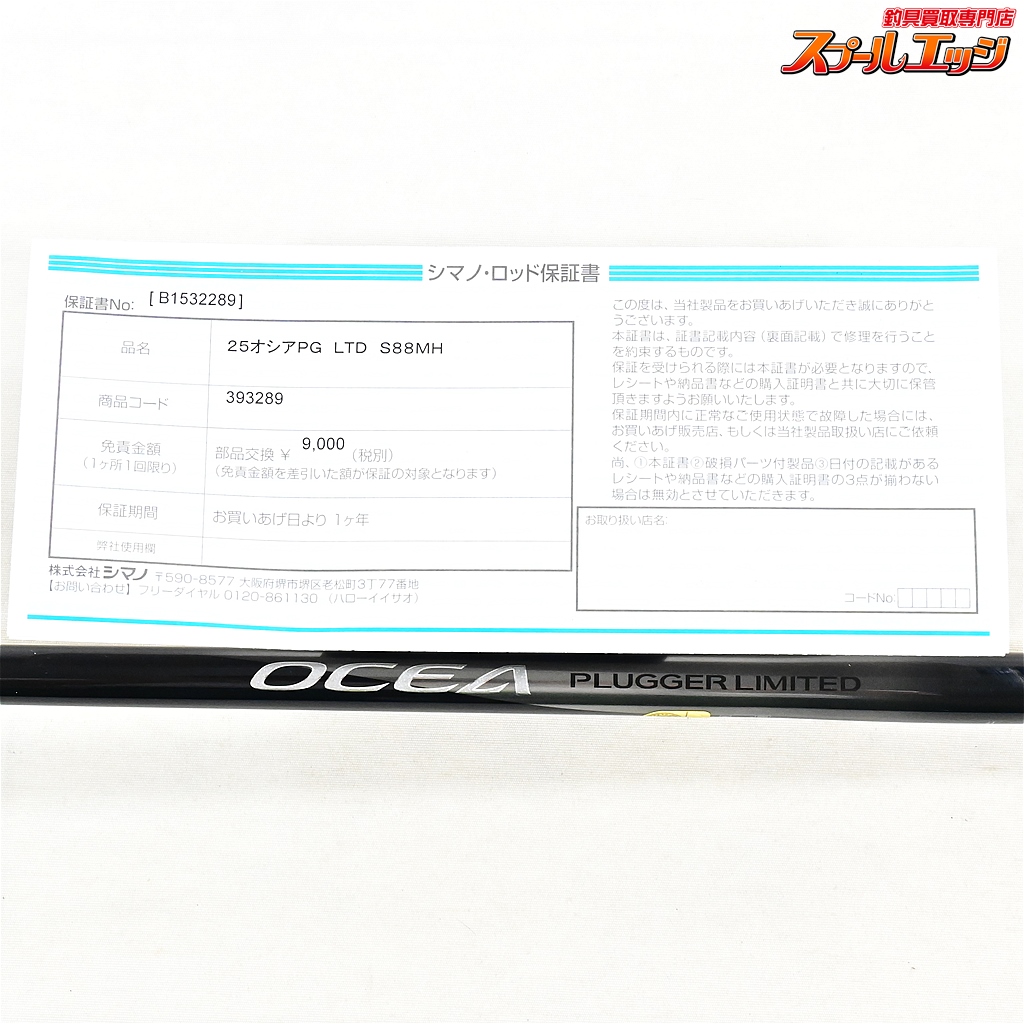 釣具買取専門店
スプールエッジ
シマノ・ロッド保証書
保証書No: [B1532289]
品名 25オシアPG LTD S88MH
商品コード 393289
免責金額
(1ヶ所1回限り)
部品交換 ¥ 9,000 (税別)
(免責金額を差引いた額が保証の対象となります)
保証期間 お買いあげ日より 1ヶ年
弊社使用欄
株式会社シマノ 〒590-8577 大阪府堺市堺区老松町3丁77番地
【お問い合わせ】フリーダイヤル 0120-861130 (ハローイイサオ)
この度は、当社製品をお買いあげいただき誠にありがと
うございます。
本証書は、証書記載内容(裏面記載)で修理を行うこと
を約束するものです。
保証を受けられる際には本証書が必要となりますので、
レシートや納品書などの購入証明書と共に大切に保管
頂きますようお願いいたします。
保証期間内に正常なご使用状態で故障した場合には、
お買いあげ販売店、もしくは当社製品取扱い店にご依頼
ください。
尚、①本証書②破損パーツ付製品③日付の記載がある
レシートや納品書などの購入証明書の3点が揃わない
場合は無効とさせていただきます。
お取り扱い店名:
コードNo:
OCEA PLUGGER LIMITED